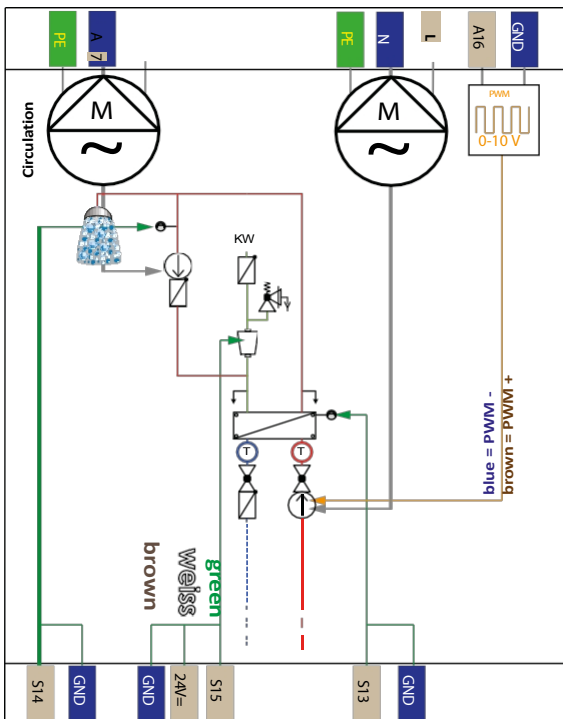 PE
A 7
PE
N
L
A16
GND
M
~
M
~
PWM
0-10 V
Circulation
KW
T
T
blue = PWM -
brown = PWM +
green
weiss
brown
S14
GND
GND
24V=
S15
S13
GND